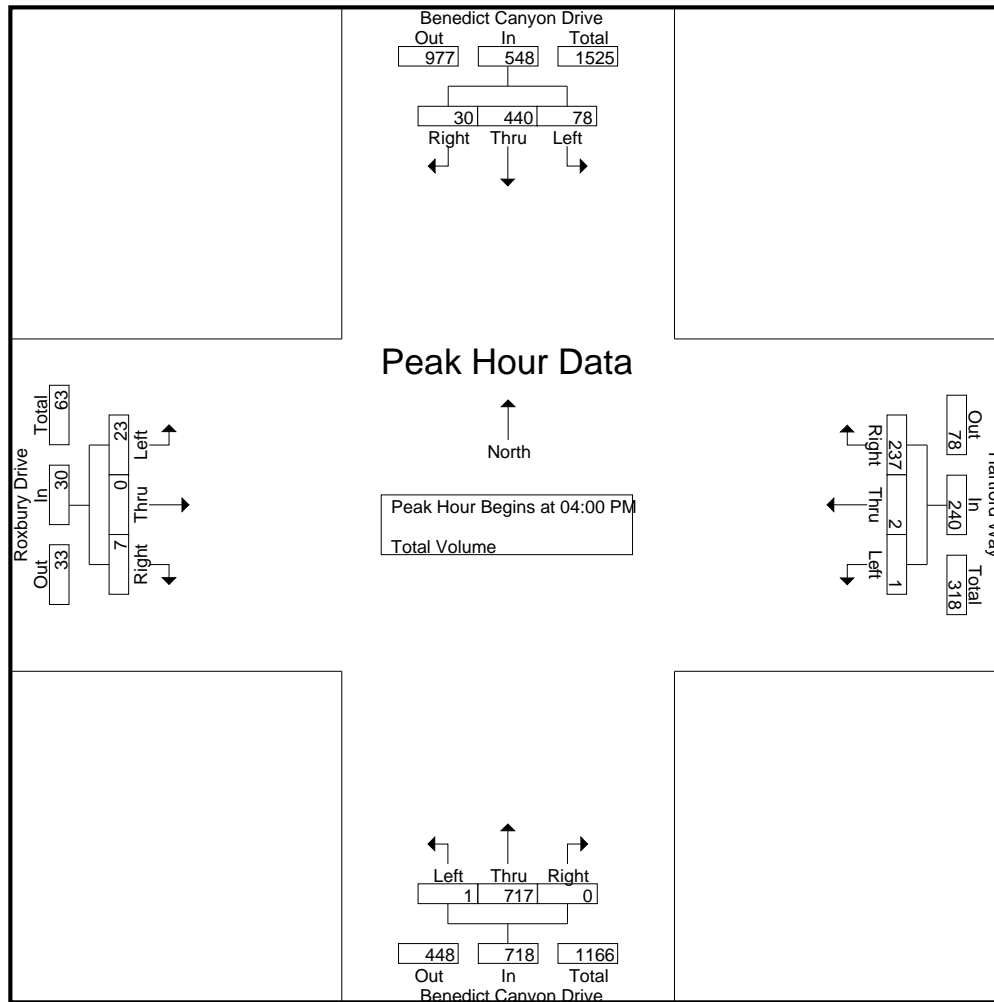 Benedict Canyon Drive
Out In Total
977 548 1525
30 440 78
Right Thru Left
Peak Hour Data
North
Peak Hour Begins at 04:00 PM
Total Volume
Roxbury Drive
Out In Total
33 30 63
7 0 23
Right Thru Left
Way
Out In Total
78 240 318
237 2 1
Right Thru Left
Left Thru Right
1 717 0
448 718 1166
Out In Total
Benedict Canyon Drive